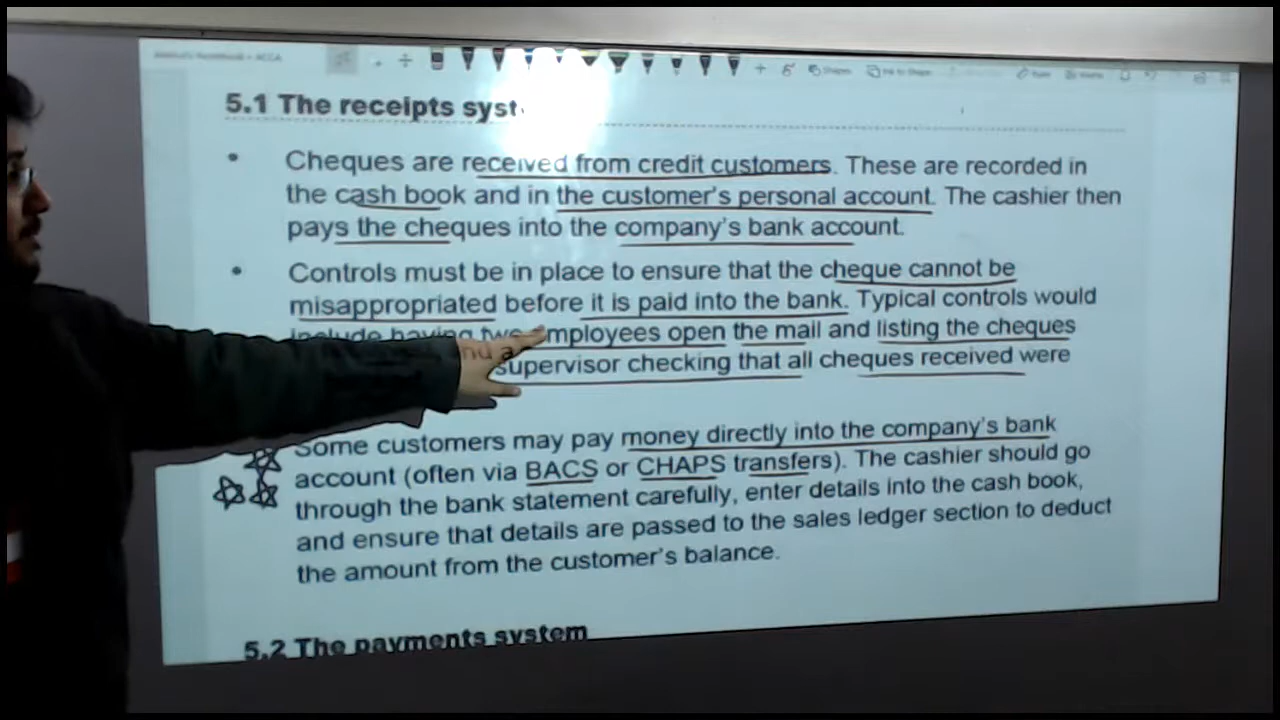 5.1 The receipts syst
• Cheques are received from credit customers. These are recorded in
the cash book and in the customer's personal account. The cashier then
pays the cheques into the company's bank account.
• Controls must be in place to ensure that the cheque cannot be
misappropriated before it is paid into the bank. Typical controls would
include having two employees open the mail and listing the cheques
supervisor checking that all cheques received were
Some customers may pay money directly into the company's bank
account (often via BACS or CHAPS transfers). The cashier should go
through the bank statement carefully, enter details into the cash book,
and ensure that details are passed to the sales ledger section to deduct
the amount from the customer's balance.
5.2 The payments system